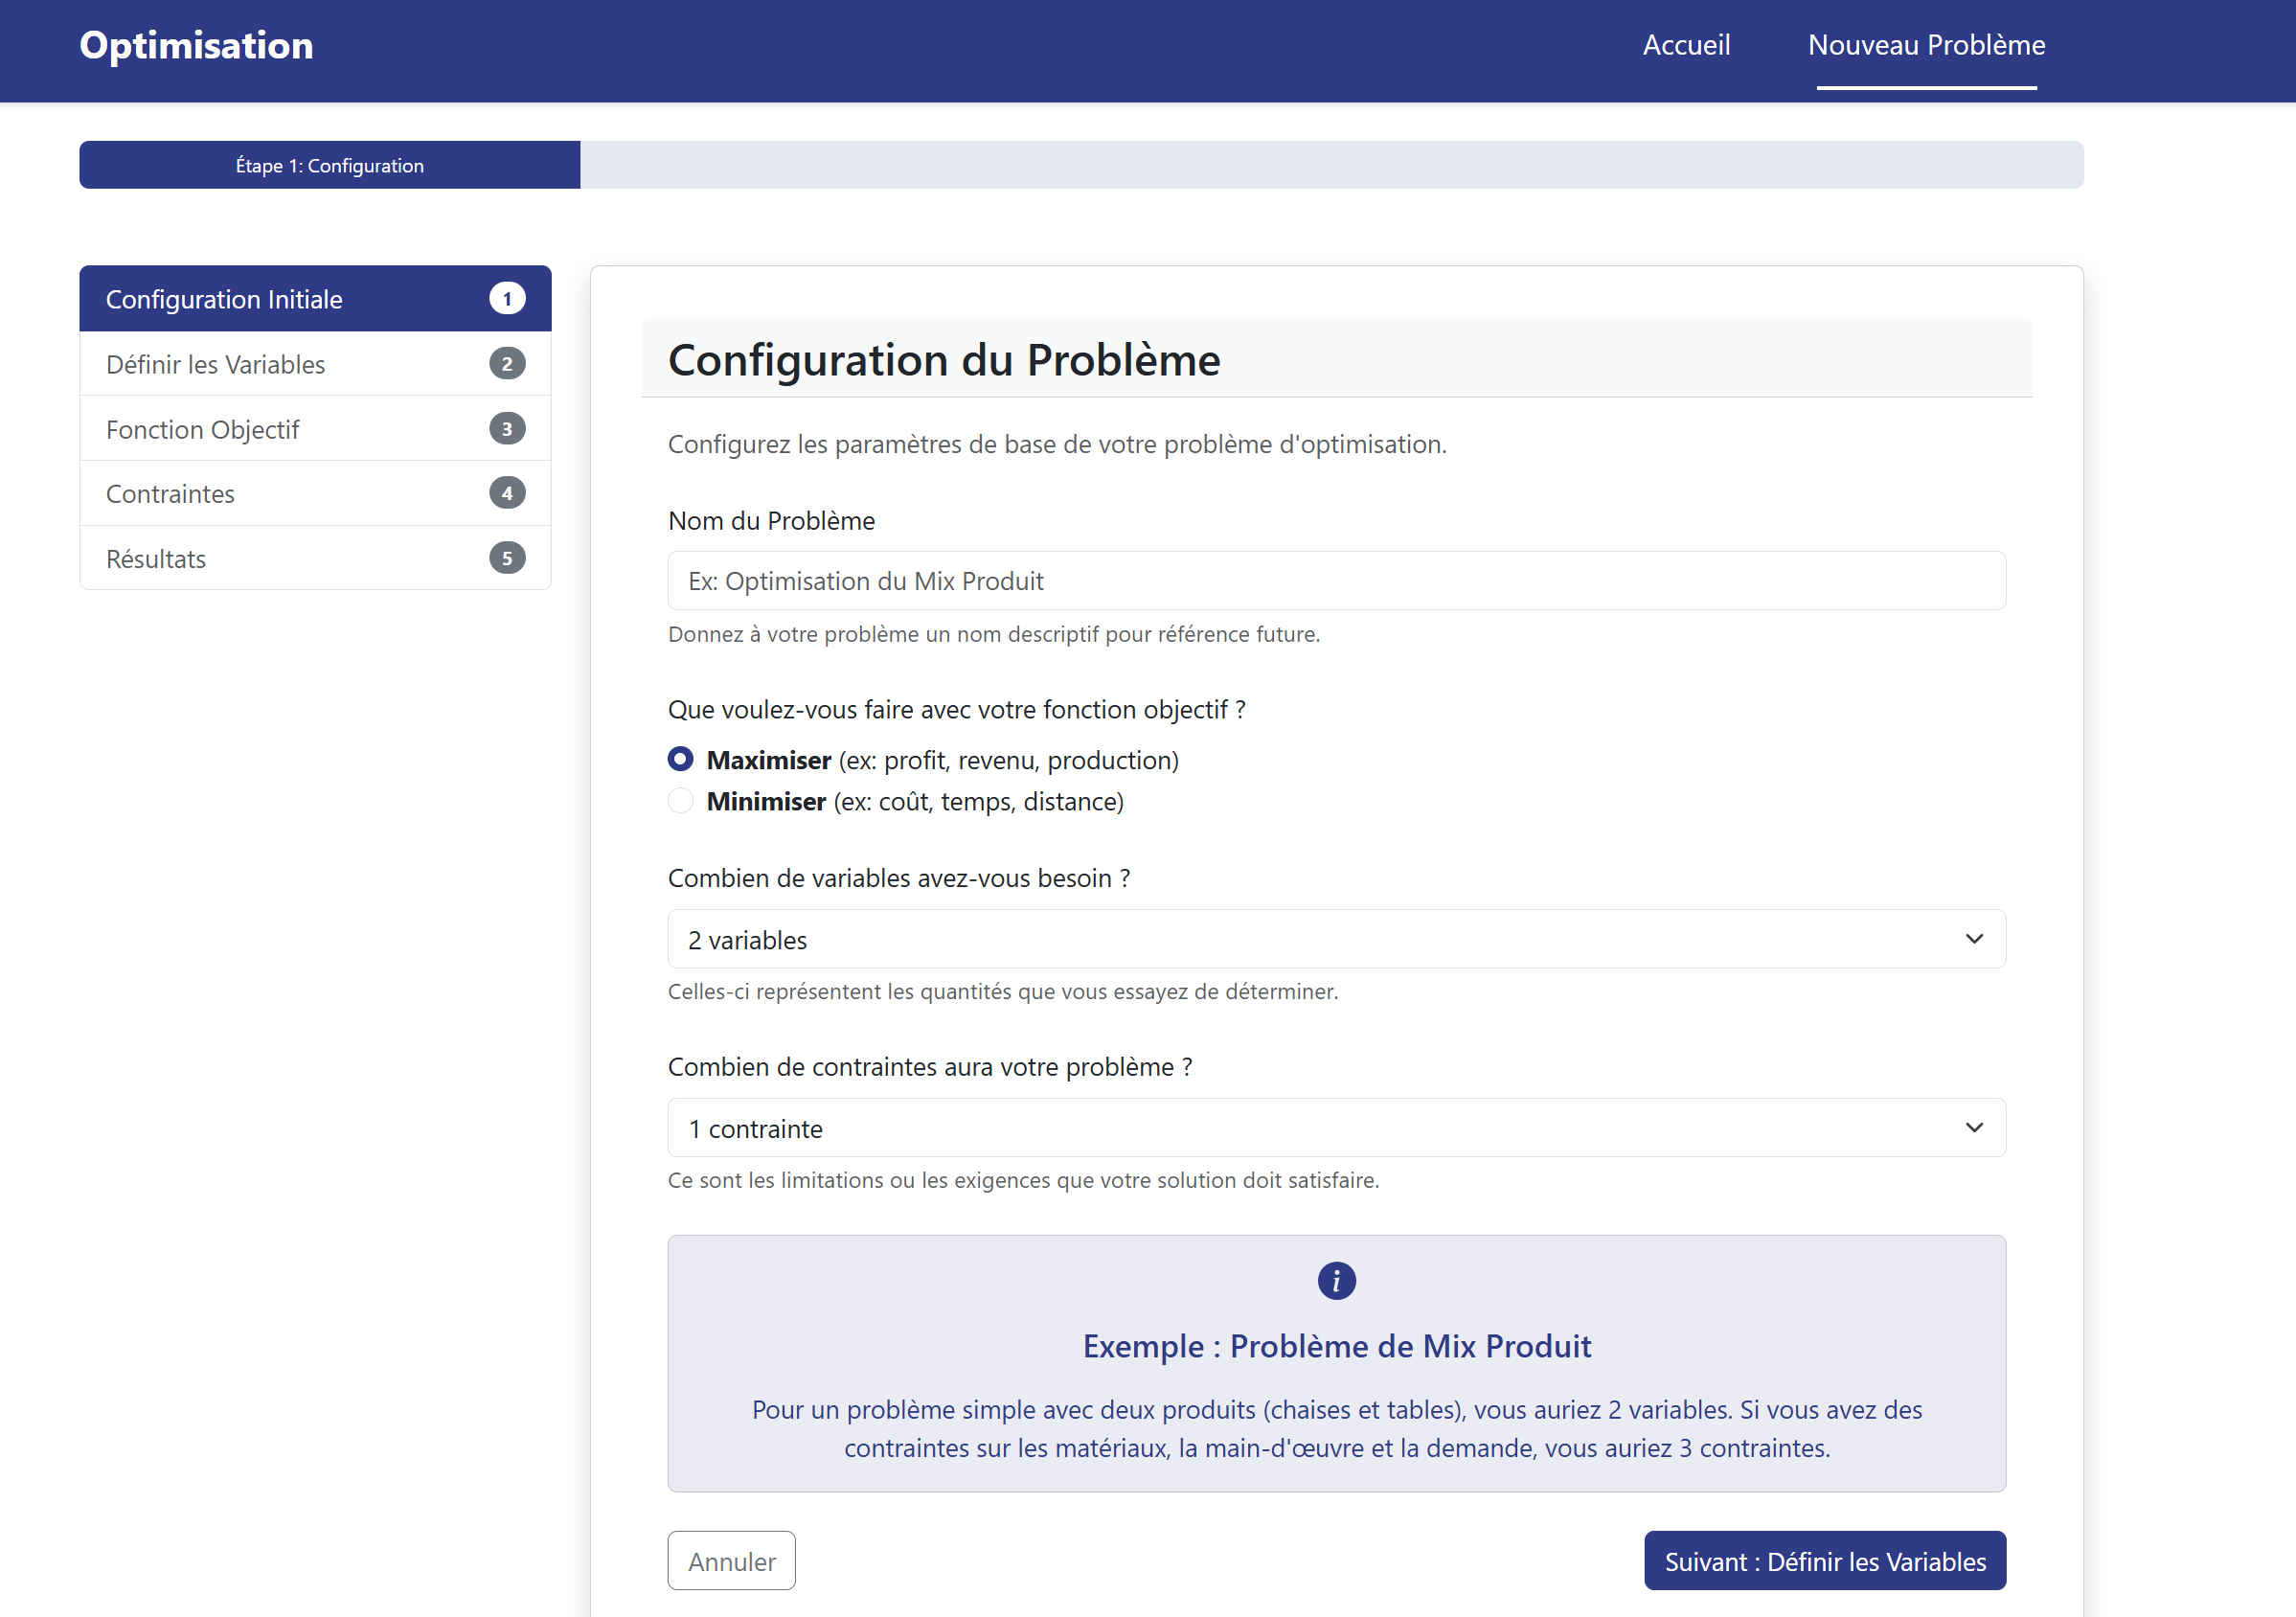 Optimisation
Accueil
Nouveau Problème
Étape 1: Configuration
Configuration Initiale 1
Définir les Variables 2
Fonction Objectif 3
Contraintes 4
Résultats 5
Configuration du Problème
Configurez les paramètres de base de votre problème d'optimisation.
Nom du Problème
Ex: Optimisation du Mix Produit
Donnez à votre problème un nom descriptif pour référence future.
Que voulez-vous faire avec votre fonction objectif ?
Maximiser (ex: profit, revenu, production)
Minimiser (ex: coût, temps, distance)
Combien de variables avez-vous besoin ?
2 variables
Celles-ci représentent les quantités que vous essayez de déterminer.
Combien de contraintes aura votre problème ?
1 contrainte
Ce sont les limitations ou les exigences que votre solution doit satisfaire.
i
Exemple : Problème de Mix Produit
Pour un problème simple avec deux produits (chaises et tables), vous auriez 2 variables. Si vous avez des
contraintes sur les matériaux, la main-d'œuvre et la demande, vous auriez 3 contraintes.
Annuler
Suivant : Définir les Variables